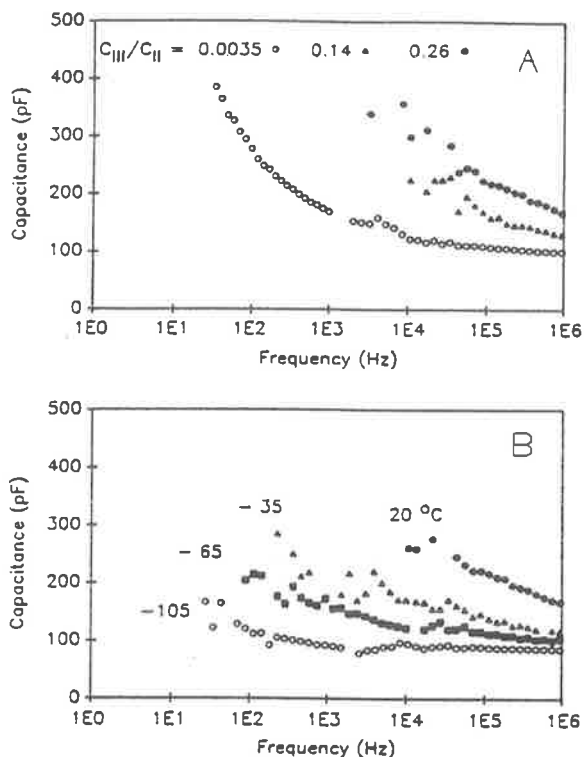 500
C_III/C_II = 0.0035 ○ 0.14 ▲ 0.26 ●
A
400
300
200
100
0
Capacitance (pF)
1E0 1E1 1E2 1E3 1E4 1E5 1E6
Frequency (Hz)
500
B
400
- 35
20 °C
300
- 65
200
-105
100
0
Capacitance (pF)
1E0 1E1 1E2 1E3 1E4 1E5 1E6
Frequency (Hz)